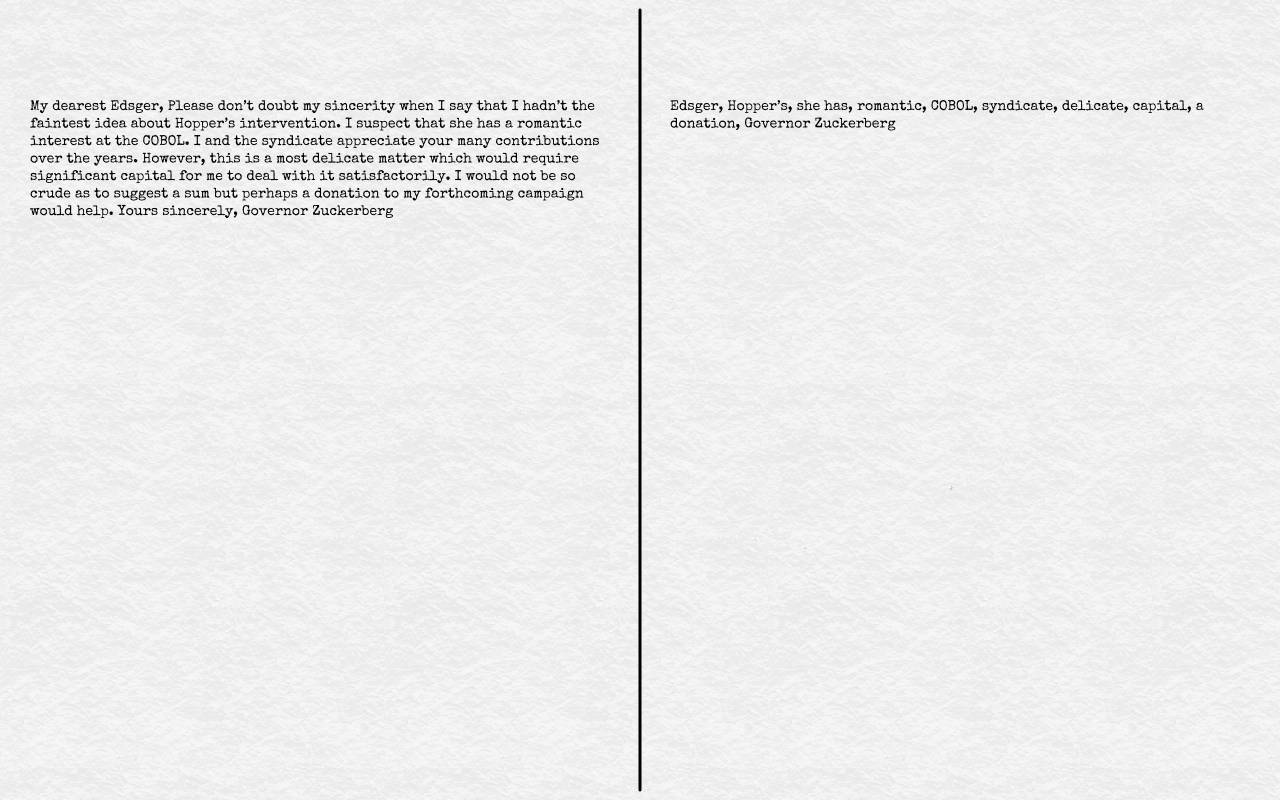 My dearest Edsger, Please don't doubt my sincerity when I say that I hadn't the
faintest idea about Hopper's intervention. I suspect that she has a romantic
interest at the COBOL. I and the syndicate appreciate your many contributions
over the years. However, this is a most delicate matter which would require
significant capital for me to deal with it satisfactorily. I would not be so
crude as to suggest a sum but perhaps a donation to my forthcoming campaign
would help. Yours sincerely, Governor Zuckerberg
Edsger, Hopper's, she has, romantic, COBOL, syndicate, delicate, capital, a
donation, Governor Zuckerberg